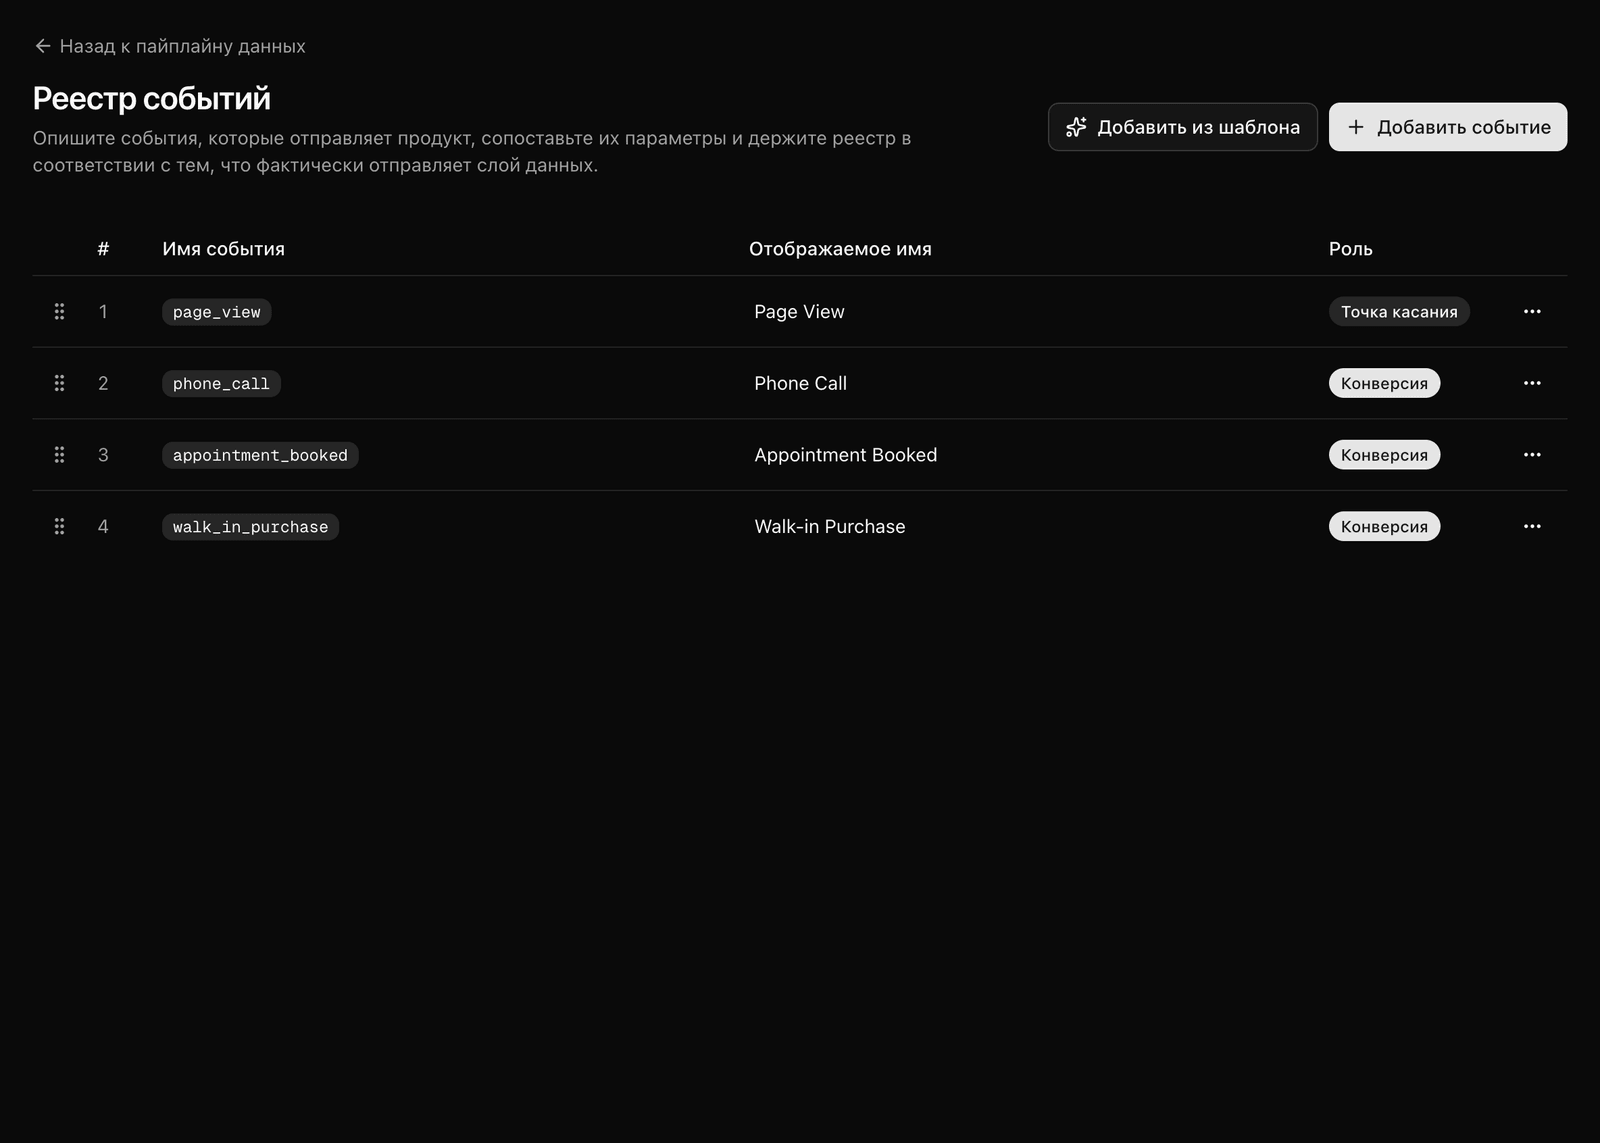 Назад к пайплайну данных
Реестр событий
Опишите события, которые отправляет продукт, сопоставьте их параметры и держите реестр в
соответствии с тем, что фактически отправляет слой данных.
Добавить из шаблона
Добавить событие
# Имя события Отображаемое имя Роль
1 page_view Page View Точка касания
2 phone_call Phone Call Конверсия
3 appointment_booked Appointment Booked Конверсия
4 walk_in_purchase Walk-in Purchase Конверсия